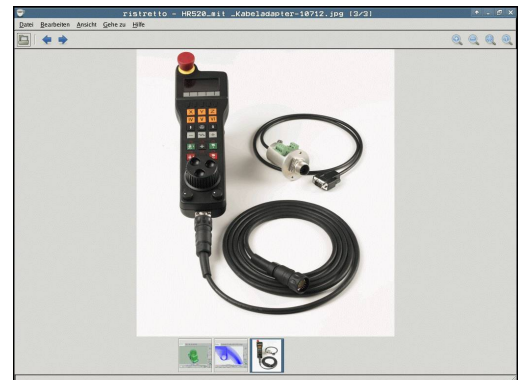 ristretto - HR520_mit _Kabeladapter-10712.jpg [3/3]
Datei Bearbeiten Ansicht Gehe zu Hilfe